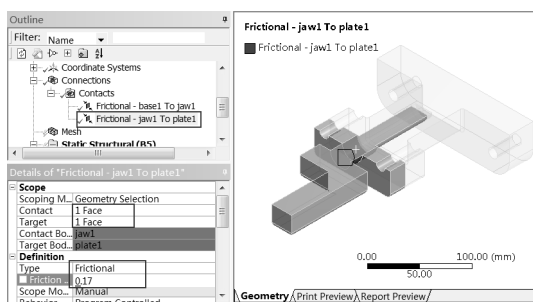 Outline
Filter: Name
Coordinate Systems
Connections
Contacts
Frictional - base1 To jaw1
Frictional - jaw1 To plate1
Mesh
Static Structural (B5)
Details of "Frictional - jaw1 To plate1"
Scope
Scoping M... Geometry Selection
Contact 1 Face
Target 1 Face
Contact Bo... jaw1
Target Bod... plate1
Definition
Type Frictional
Friction ... 0.17
Scope Mo... Manual
Behavior Program Controlled
Frictional - jaw1 To plate1
Frictional - jaw1 To plate1
0.00 100.00 (mm)
50.00
Geometry Print Preview Report Preview